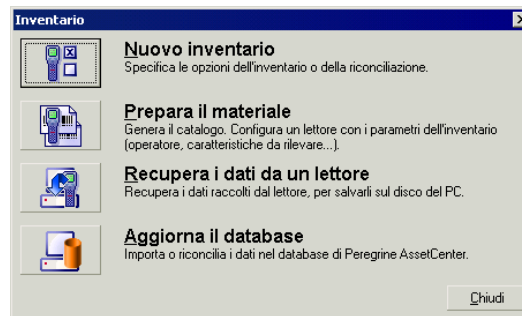 Inventario
Nuovo inventario
Specifica le opzioni dell'inventario o della riconciliazione.
Prepara il materiale
Genera il catalogo. Configura un lettore con i parametri dell'inventario
(operatore, caratteristiche da rilevare...).
Recupera i dati da un lettore
Recupera i dati raccolti dal lettore, per salvarli sul disco del PC.
Aggiorna il database
Importa o riconcilia i dati nel database di Peregrine AssetCenter.
Chiudi